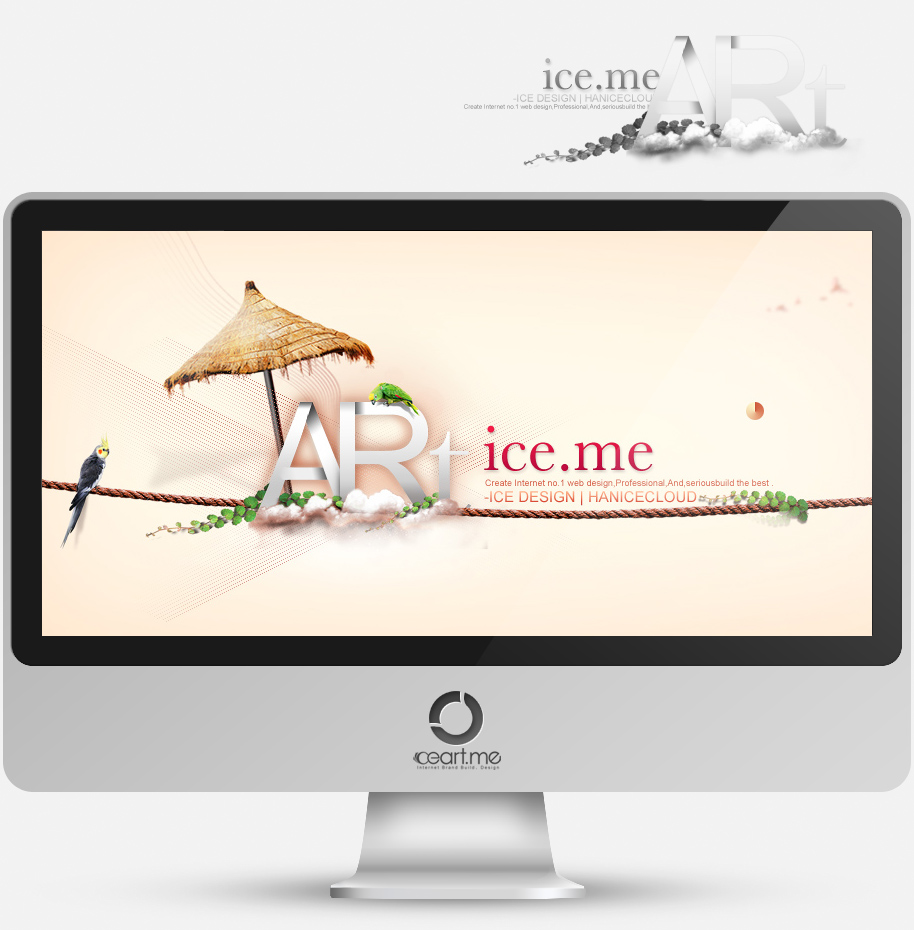 ARt
ice.me
-ICE DESIGN | HANICECLOU
Create Internet no.1 web design,Professional,And,seriousbuild the
ARt
ice.me
Create Internet no.1 web design,Professional,And,seriousbuild the best .
-ICE DESIGN | HANICECLOUD
iceart.me
Internet Brand Build . Design